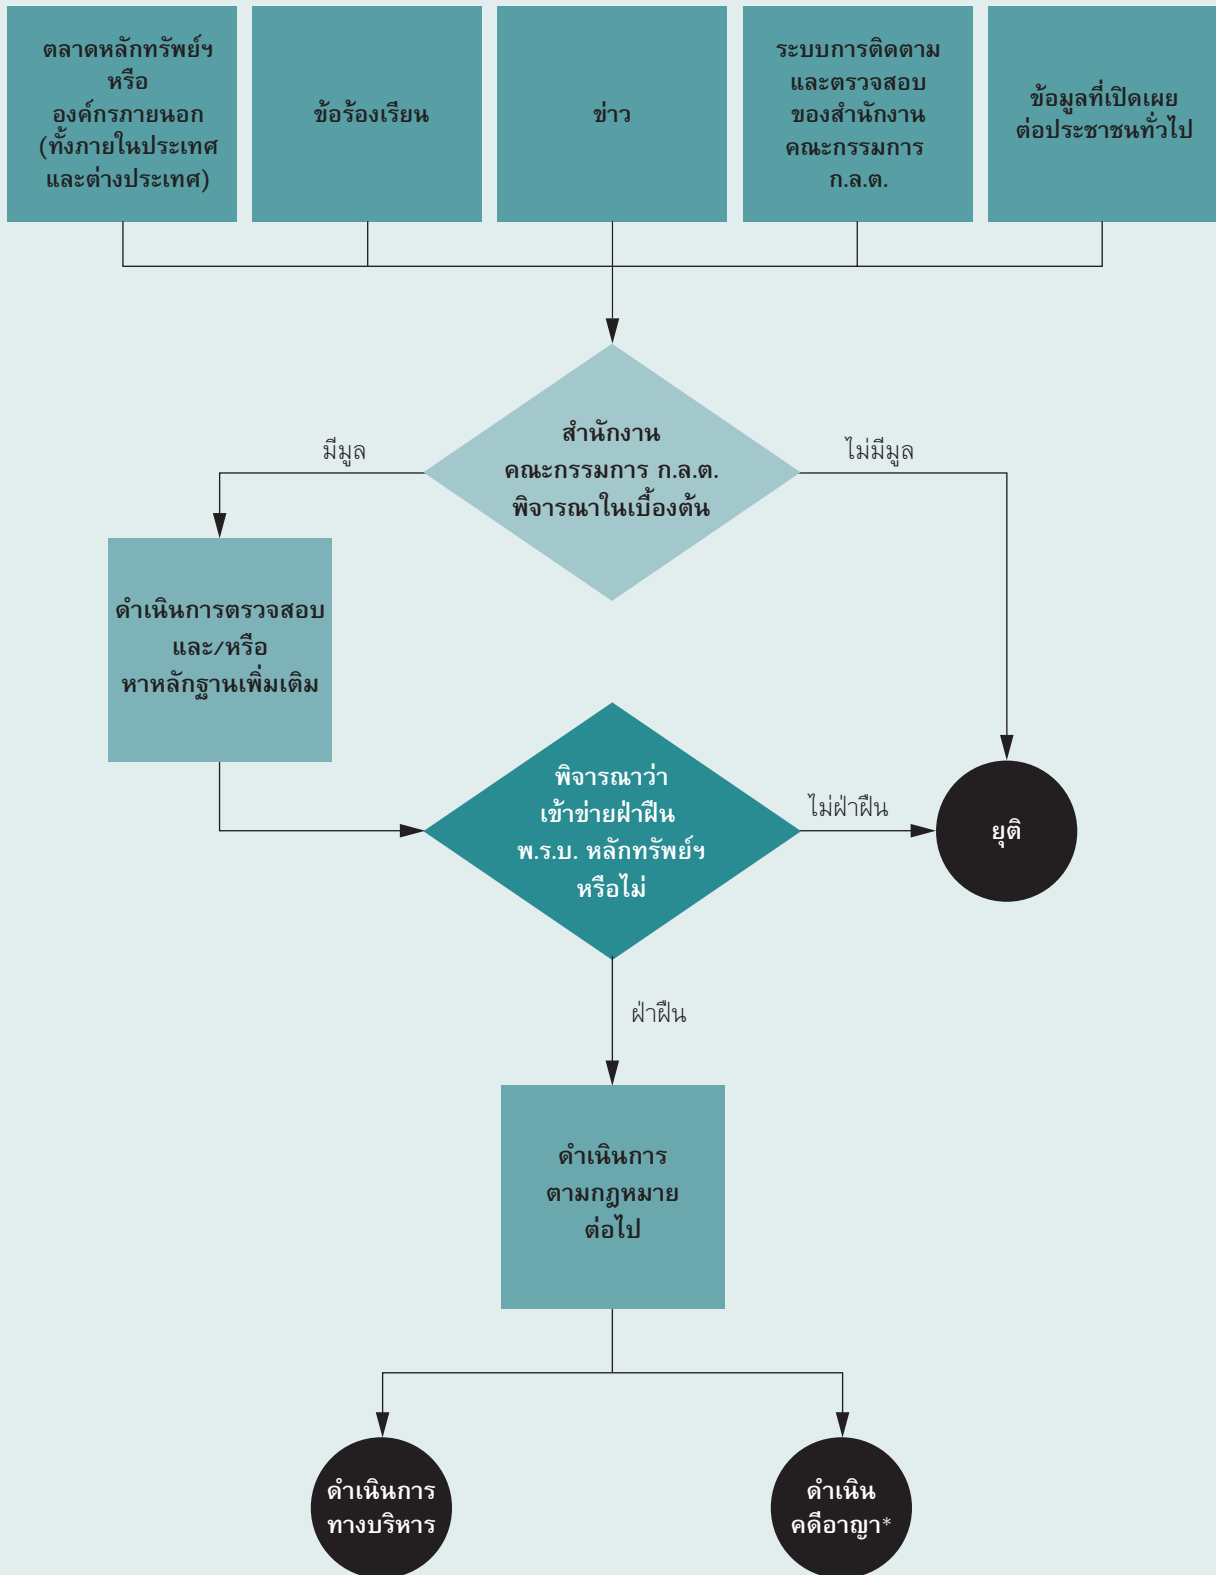 ตลาดหลักทรัพย์ฯ
หรือ
องค์กรภายนอก
(ทั้งภายในประเทศ
และต่างประเทศ)
ข้อร้องเรียน
ข่าว
ระบบการติดตาม
และตรวจสอบ
ของสำนักงาน
คณะกรรมการ
ก.ล.ต.
ข้อมูลที่เปิดเผย
ต่อประชาชนทั่วไป
สำนักงาน
คณะกรรมการ ก.ล.ต.
พิจารณาในเบื้องต้น
มีมูล
ไม่มีมูล
ดำเนินการตรวจสอบ
และ/หรือ
หาหลักฐานเพิ่มเติม
พิจารณาว่า
เข้าข่ายฝ่าฝืน
พ.ร.บ. หลักทรัพย์ฯ
หรือไม่
ไม่ฝ่าฝืน
ยุติ
ฝ่าฝืน
ดำเนินการ
ตามกฎหมาย
ต่อไป
ดำเนินการ
ทางบริหาร
ดำเนิน
คดีอาญา*